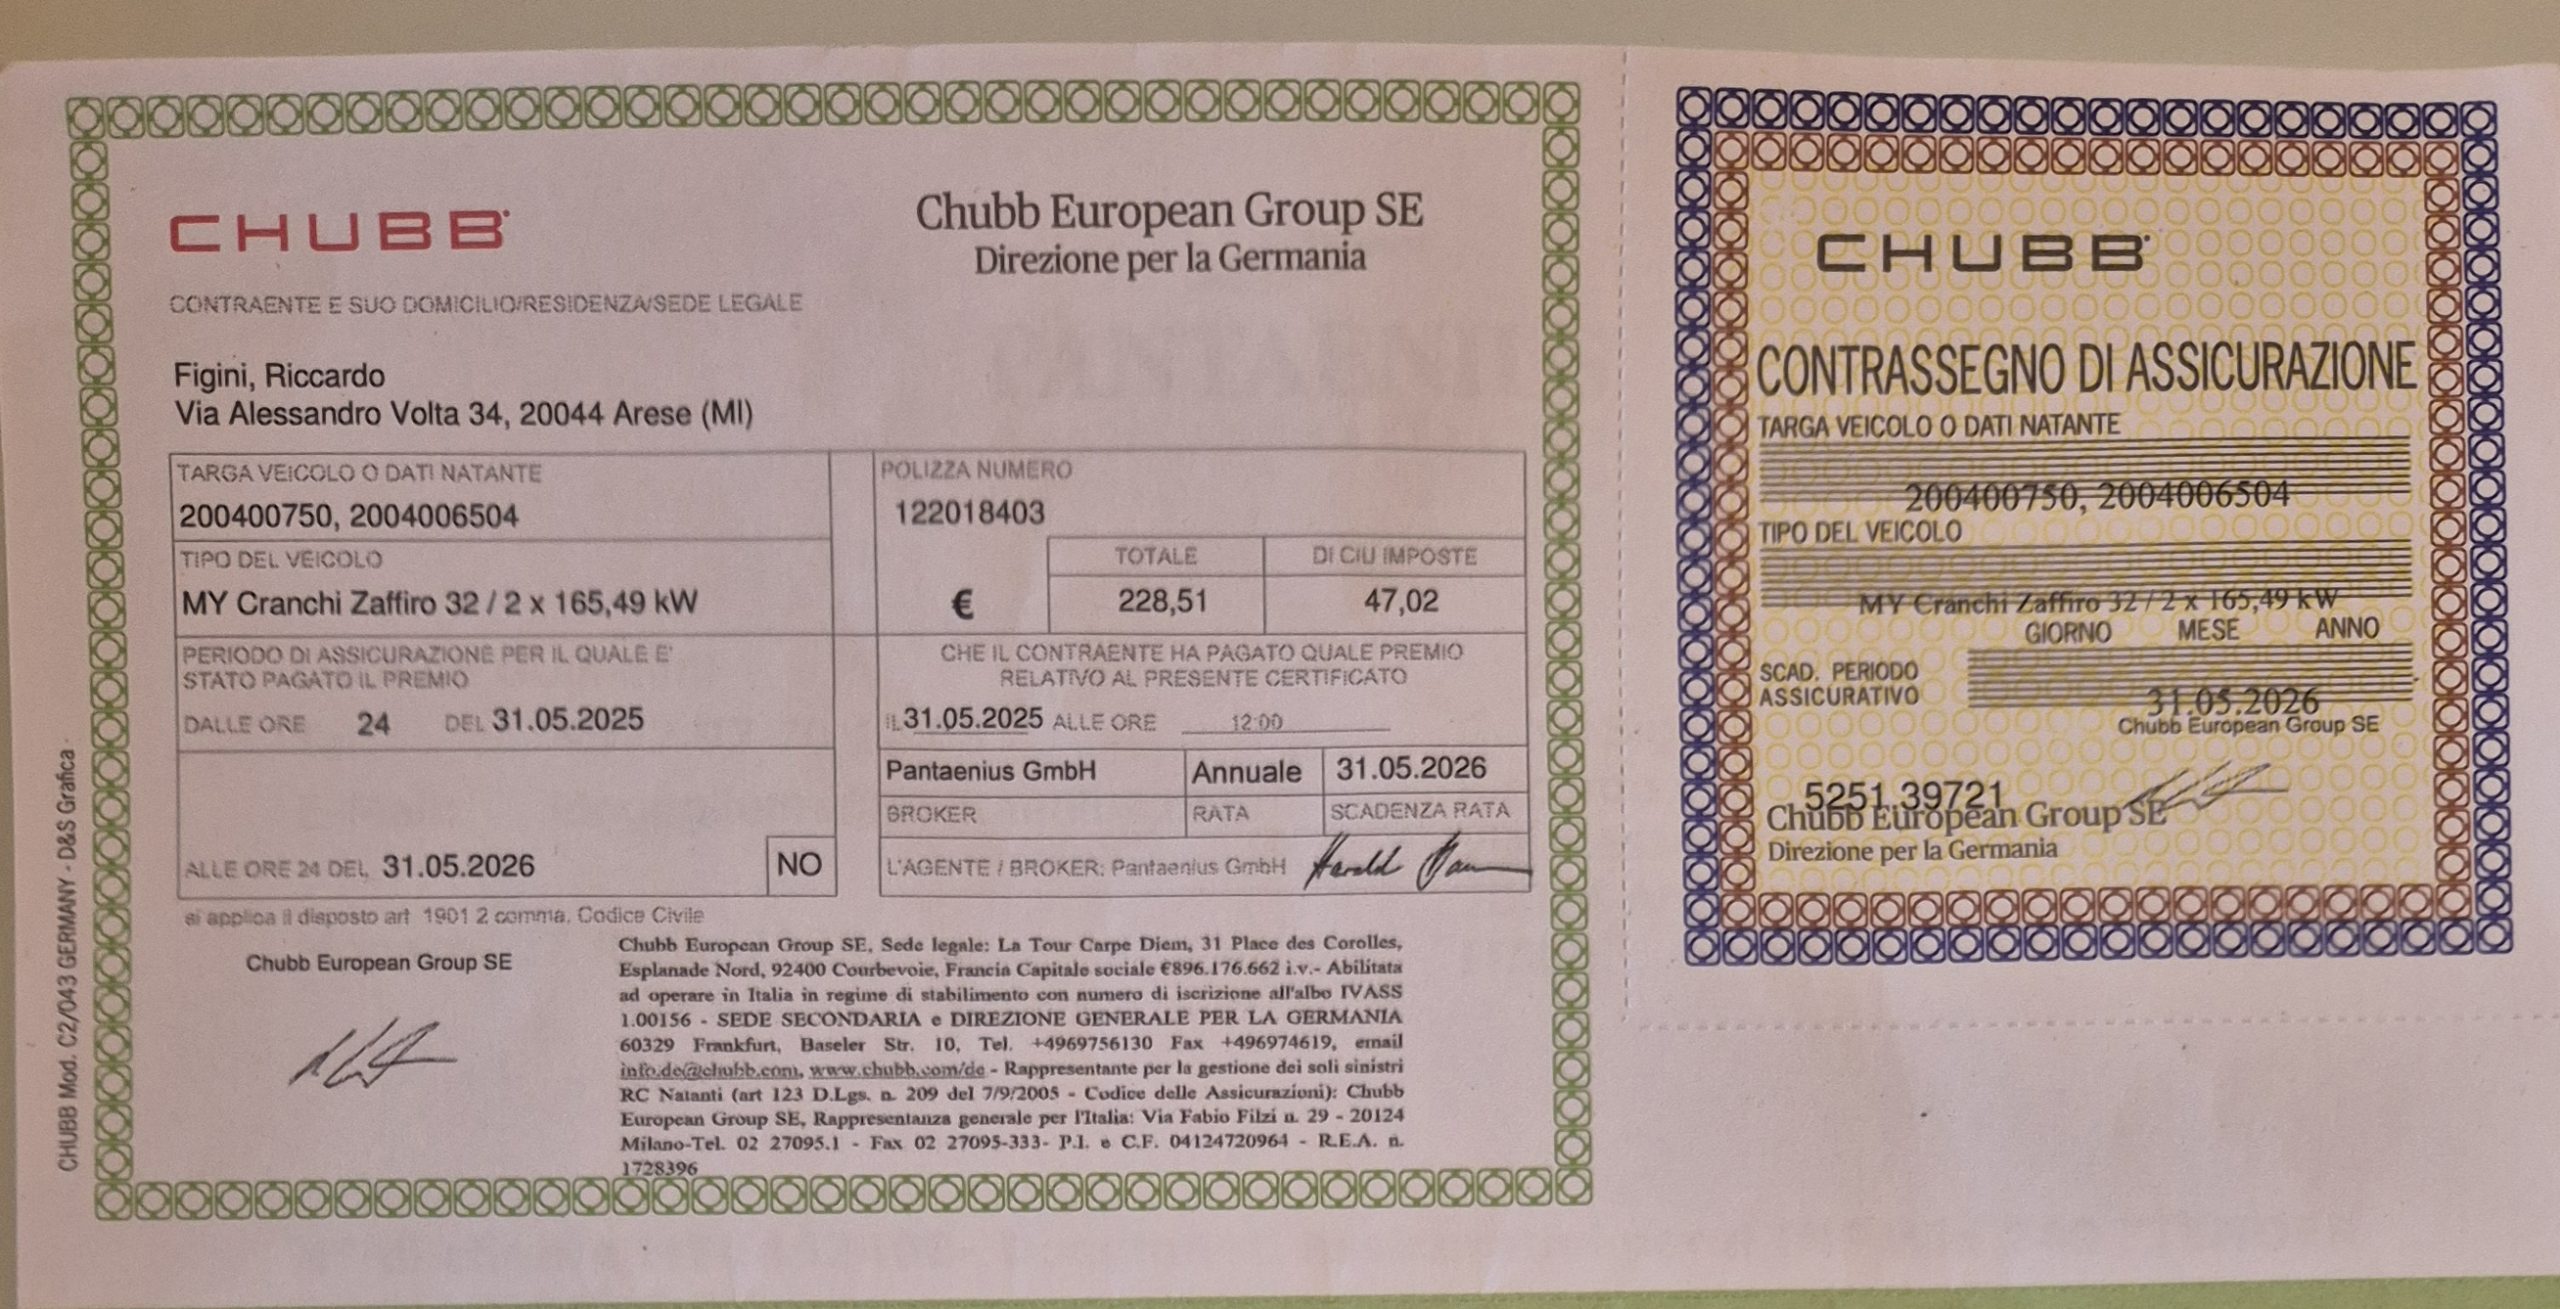 CHUBB
Chubb European Group SE
Direzione per la Germania
CONTRAENTE E SUO DOMICILIO/RESIDENZA/SEDE LEGALE
Figini, Riccardo
Via Alessandro Volta 34, 20044 Arese (MI)
TARGA VEICOLO O DATI NATANTE
200400750, 2004006504
TIPO DEL VEICOLO
MY Cranchi Zaffiro 32 / 2 x 165,49 kW
PERIODO DI ASSICURAZIONE PER IL QUALE E'
STATO PAGATO IL PREMIO
DALLE ORE 24 DEL 31.05.2025
ALLE ORE 24 DEL 31.05.2026
NO
POLIZZA NUMERO
122018403
TOTALE DI CIU IMPOSTE
€ 228,51 47,02
CHE IL CONTRAENTE HA PAGATO QUALE PREMIO
RELATIVO AL PRESENTE CERTIFICATO
IL 31.05.2025 ALLE ORE 12:00
Pantaenius GmbH Annuale 31.05.2026
BROKER RATA SCADENZA RATA
L'AGENTE / BROKER: Pantaenius GmbH
si applica il disposto art 1901 2 comma, Codice Civile
Chubb European Group SE
Chubb European Group SE, Sede legale: La Tour Carpe Diem, 31 Place des Corolles,
Esplanade Nord, 92400 Courbevoie, Francia Capitale sociale €896.176.662 i.v.- Abilitata
ad operare in Italia in regime di stabilimento con numero di iscrizione all'albo IVASS
1.00156 - SEDE SECONDARIA e DIREZIONE GENERALE PER LA GERMANIA
60329 Frankfurt, Baseler Str. 10, Tel. +4969756130 Fax +496974619, email
info.de@chubb.com, www.chubb.com/de - Rappresentante per la gestione dei soli sinistri
RC Natanti (art 123 D.Lgs. n. 209 del 7/9/2005 - Codice delle Assicurazioni): Chubb
European Group SE, Rappresentanza generale per l'Italia: Via Fabio Filzi n. 29 - 20124
Milano-Tel. 02 27095.1 - Fax 02 27095-333- P.I. e C.F. 04124720964 - R.E.A. n.
1728396
CHUBB Mod. C2/043 GERMANY - D&S Grafica
CHUBB
CONTRASSEGNO DI ASSICURAZIONE
TARGA VEICOLO O DATI NATANTE
200400750, 2004006504
TIPO DEL VEICOLO
MY Cranchi Zaffiro 32 / 2 x 165,49 kW
GIORNO MESE ANNO
SCAD. PERIODO
ASSICURATIVO
31.05.2026
Chubb European Group SE
5251 39721
Chubb European Group SE
Direzione per la Germania